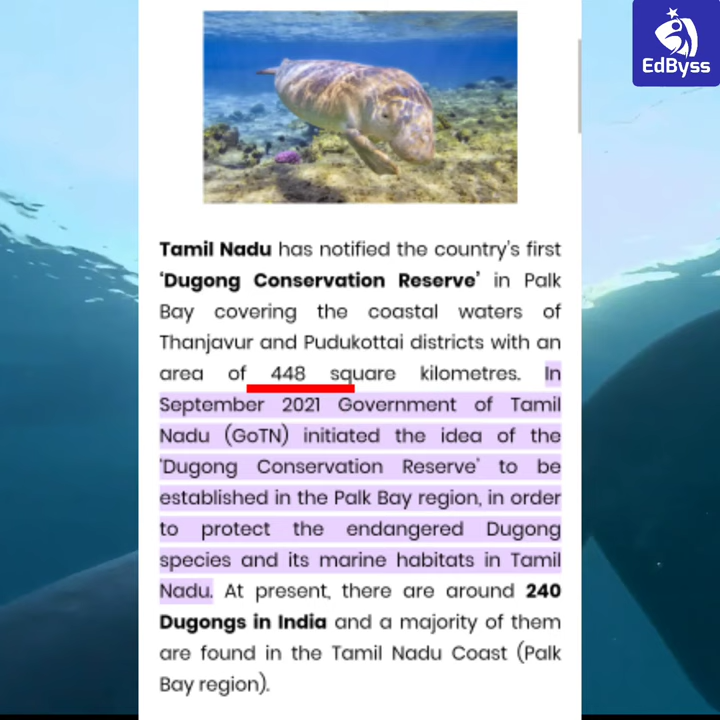 EdByss
Tamil Nadu has notified the country's first
'Dugong Conservation Reserve' in Palk
Bay covering the coastal waters of
Thanjavur and Pudukottai districts with an
area of 448 square kilometres. In
September 2021 Government of Tamil
Nadu (GoTN) initiated the idea of the
'Dugong Conservation Reserve' to be
established in the Palk Bay region, in order
to protect the endangered Dugong
species and its marine habitats in Tamil
Nadu. At present, there are around 240
Dugongs in India and a majority of them
are found in the Tamil Nadu Coast (Palk
Bay region).